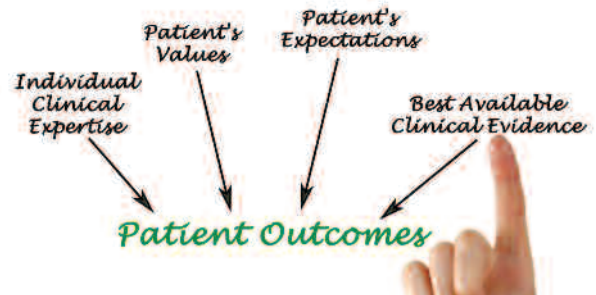 Individual
Clinical
Expertise
Patient's
Values
Patient's
Expectations
Best Available
Clinical Evidence
Patient Outcomes